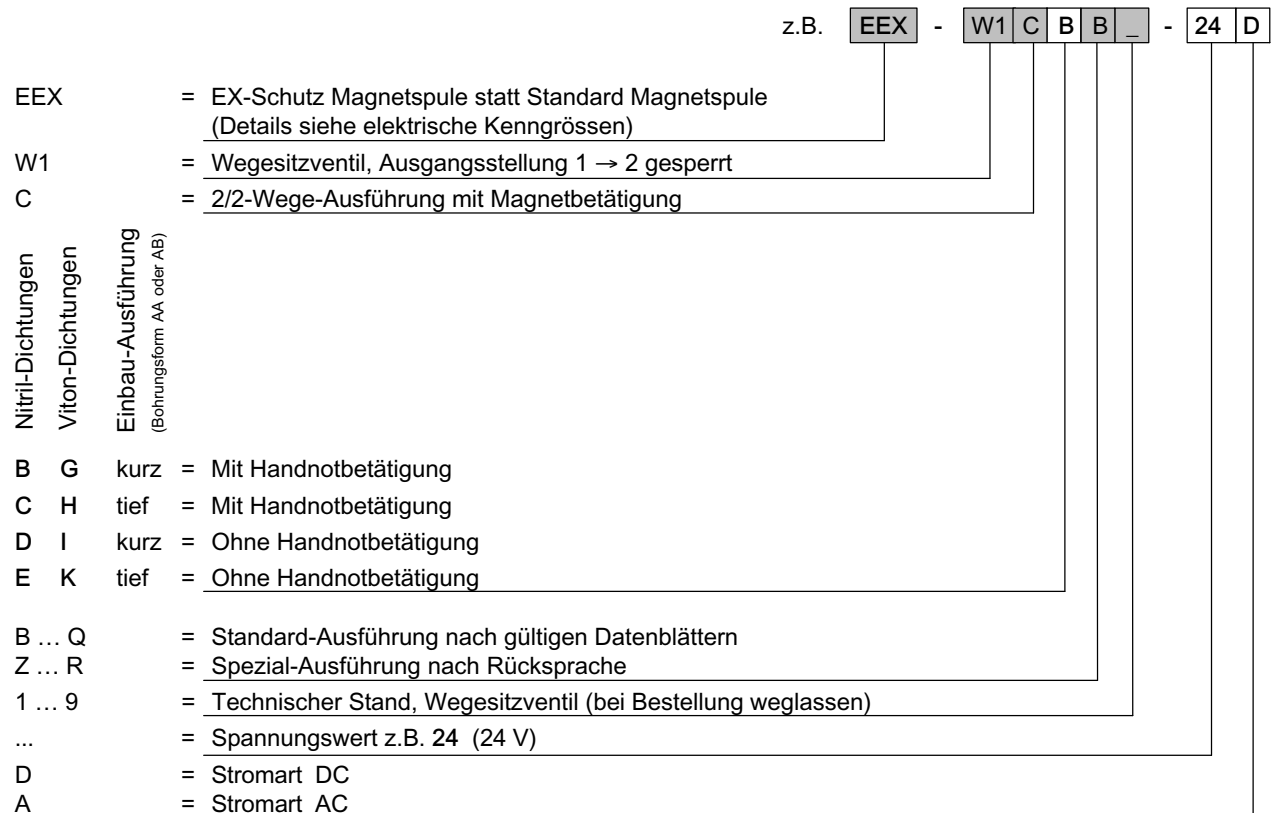 z.B. EEX - W1 C B B _ - 24 D
EEX = EX-Schutz Magnetspule statt Standard Magnetspule
(Details siehe elektrische Kenngrössen)
W1 = Wegesitzventil, Ausgangsstellung 1 → 2 gesperrt
C = 2/2-Wege-Ausführung mit Magnetbetätigung
Nitril-Dichtungen
Viton-Dichtungen
Einbau-Ausführung
(Bohrungsform AA oder AB)
B G kurz = Mit Handnotbetätigung
C H tief = Mit Handnotbetätigung
D I kurz = Ohne Handnotbetätigung
E K tief = Ohne Handnotbetätigung
B … Q = Standard-Ausführung nach gültigen Datenblättern
Z … R = Spezial-Ausführung nach Rücksprache
1 … 9 = Technischer Stand, Wegesitzventil (bei Bestellung weglassen)
... = Spannungswert z.B. 24 (24 V)
D = Stromart DC
A = Stromart AC